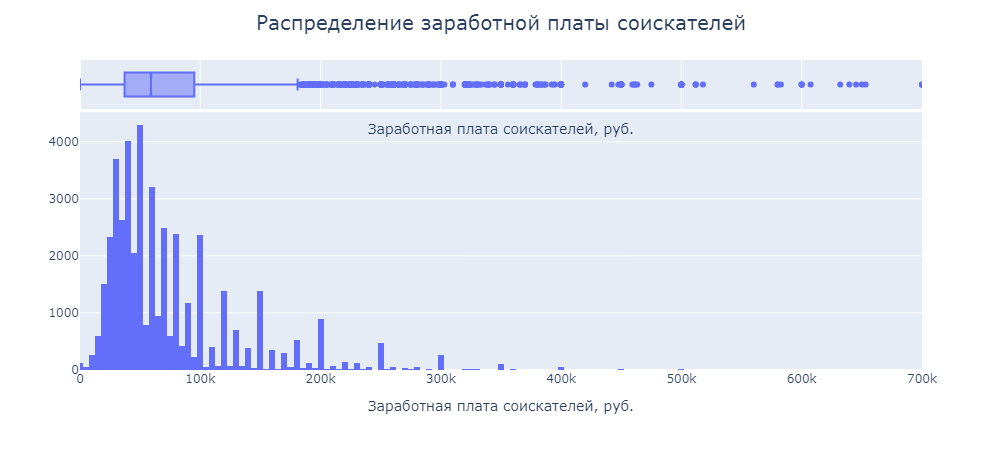 Распределение заработной платы соискателей
Заработная плата соискателей, руб.
4000
3000
2000
1000
0
0 100k 200k 300k 400k 500k 600k 700k
Заработная плата соискателей, руб.